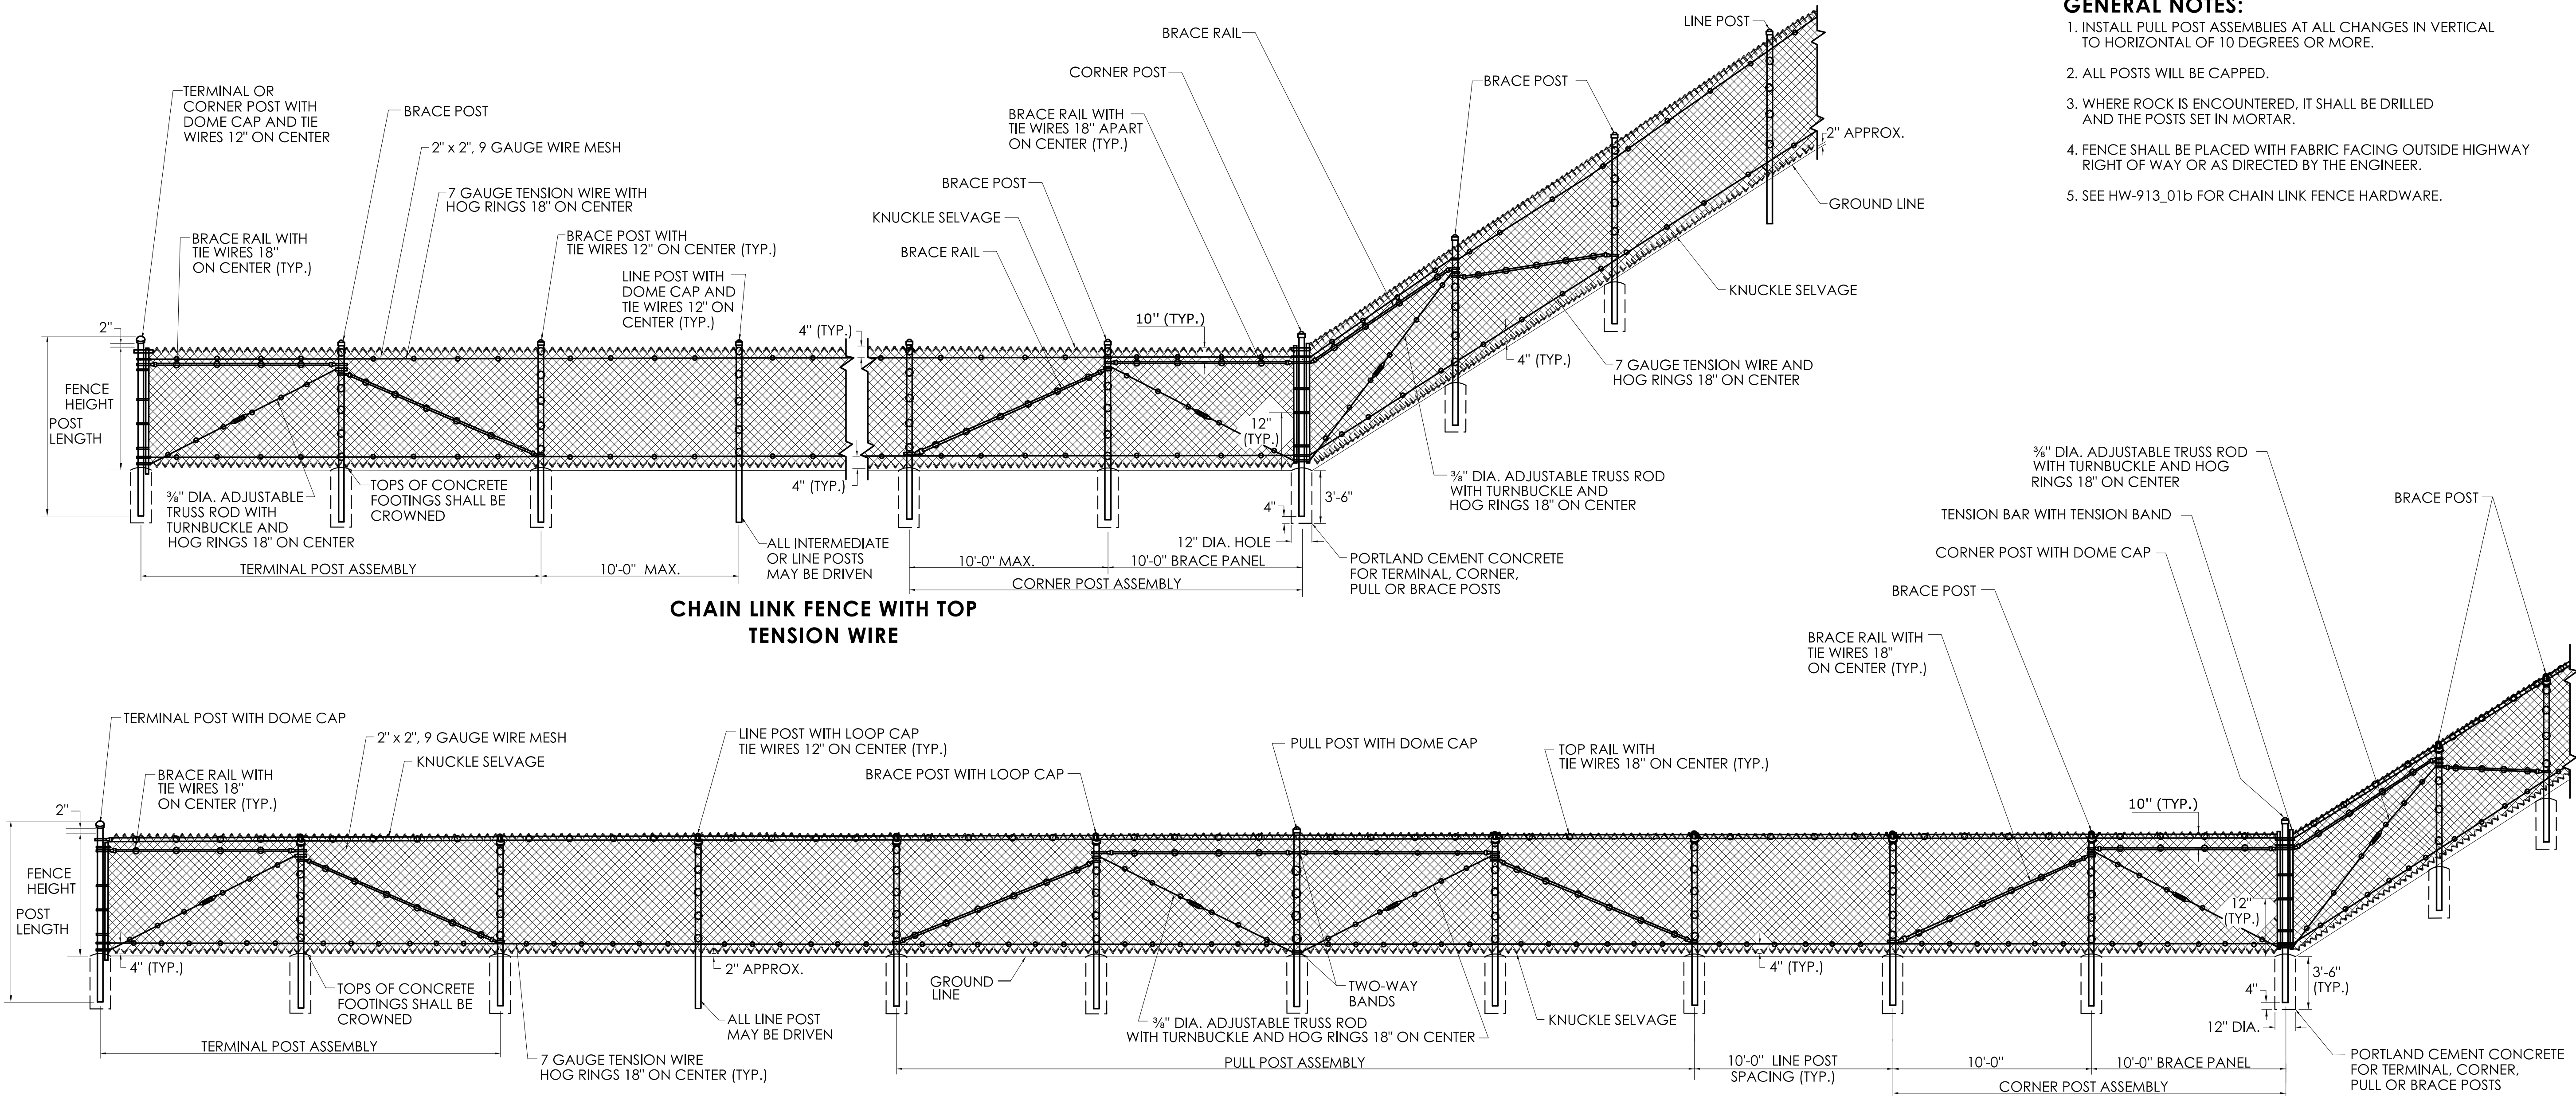 GENERAL NOTES:
1. INSTALL PULL POST ASSEMBLIES AT ALL CHANGES IN VERTICAL
TO HORIZONTAL OF 10 DEGREES OR MORE.
2. ALL POSTS WILL BE CAPPED.
3. WHERE ROCK IS ENCOUNTERED, IT SHALL BE DRILLED
AND THE POSTS SET IN MORTAR.
4. FENCE SHALL BE PLACED WITH FABRIC FACING OUTSIDE HIGHWAY
RIGHT OF WAY OR AS DIRECTED BY THE ENGINEER.
5. SEE HW-913_01b FOR CHAIN LINK FENCE HARDWARE.
TERMINAL OR
CORNER POST WITH
DOME CAP AND TIE
WIRES 12" ON CENTER
BRACE POST
2" x 2", 9 GAUGE WIRE MESH
7 GAUGE TENSION WIRE WITH
HOG RINGS 18" ON CENTER
BRACE RAIL WITH
TIE WIRES 18"
ON CENTER (TYP.)
BRACE POST WITH
TIE WIRES 12" ON CENTER (TYP.)
LINE POST WITH
DOME CAP AND
TIE WIRES 12" ON
CENTER (TYP.)
4" (TYP.)
BRACE RAIL
CORNER POST
BRACE RAIL WITH
TIE WIRES 18" APART
ON CENTER (TYP.)
BRACE POST
KNUCKLE SELVAGE
BRACE RAIL
10" (TYP.)
LINE POST
BRACE POST
2" APPROX.
GROUND LINE
KNUCKLE SELVAGE
4" (TYP.)
7 GAUGE TENSION WIRE AND
HOG RINGS 18" ON CENTER
2"
FENCE
HEIGHT
POST
LENGTH
12"
(TYP.)
⅜" DIA. ADJUSTABLE
TRUSS ROD WITH
TURNBUCKLE AND
HOG RINGS 18" ON CENTER
TOPS OF CONCRETE
FOOTINGS SHALL BE
CROWNED
4" (TYP.)
ALL INTERMEDIATE
OR LINE POSTS
MAY BE DRIVEN
3'-6"
4"
12" DIA. HOLE
⅜" DIA. ADJUSTABLE TRUSS ROD
WITH TURNBUCKLE AND
HOG RINGS 18" ON CENTER
PORTLAND CEMENT CONCRETE
FOR TERMINAL, CORNER,
PULL OR BRACE POSTS
TERMINAL POST ASSEMBLY
10'-0" MAX.
10'-0" MAX.
10'-0" BRACE PANEL
CORNER POST ASSEMBLY
CHAIN LINK FENCE WITH TOP
TENSION WIRE
⅜" DIA. ADJUSTABLE TRUSS ROD
WITH TURNBUCKLE AND HOG
RINGS 18" ON CENTER
BRACE POST
TENSION BAR WITH TENSION BAND
CORNER POST WITH DOME CAP
BRACE POST
BRACE RAIL WITH
TIE WIRES 18"
ON CENTER (TYP.)
10" (TYP.)
TERMINAL POST WITH DOME CAP
2" x 2", 9 GAUGE WIRE MESH
KNUCKLE SELVAGE
BRACE RAIL WITH
TIE WIRES 18"
ON CENTER (TYP.)
LINE POST WITH LOOP CAP
TIE WIRES 12" ON CENTER (TYP.)
BRACE POST WITH LOOP CAP
PULL POST WITH DOME CAP
TOP RAIL WITH
TIE WIRES 18" ON CENTER (TYP.)
2"
FENCE
HEIGHT
POST
LENGTH
12"
(TYP.)
4" (TYP.)
TOPS OF CONCRETE
FOOTINGS SHALL BE
CROWNED
2" APPROX.
ALL LINE POST
MAY BE DRIVEN
GROUND
LINE
TWO-WAY
BANDS
⅜" DIA. ADJUSTABLE TRUSS ROD
WITH TURNBUCKLE AND HOG RINGS 18" ON CENTER
KNUCKLE SELVAGE
4" (TYP.)
3'-6"
(TYP.)
4"
12" DIA.
TERMINAL POST ASSEMBLY
7 GAUGE TENSION WIRE
HOG RINGS 18" ON CENTER (TYP.)
PULL POST ASSEMBLY
10'-0" LINE POST
SPACING (TYP.)
10'-0"
10'-0" BRACE PANEL
CORNER POST ASSEMBLY
PORTLAND CEMENT CONCRETE
FOR TERMINAL, CORNER,
PULL OR BRACE POSTS